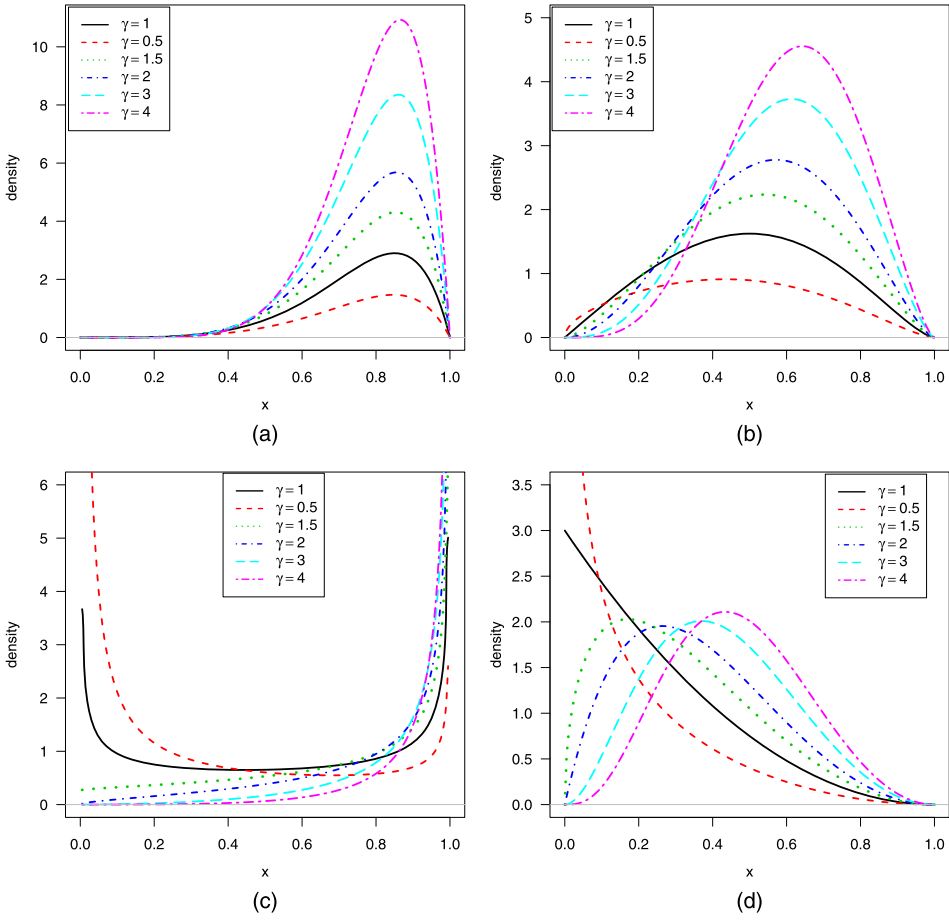 γ = 1
γ = 0.5
γ = 1.5
γ = 2
γ = 3
γ = 4
density
10
8
6
4
2
0
0.0 0.2 0.4 0.6 0.8 1.0
x
(a)
γ = 1
γ = 0.5
γ = 1.5
γ = 2
γ = 3
γ = 4
density
5
4
3
2
1
0
0.0 0.2 0.4 0.6 0.8 1.0
x
(b)
γ = 1
γ = 0.5
γ = 1.5
γ = 2
γ = 3
γ = 4
density
6
5
4
3
2
1
0
0.0 0.2 0.4 0.6 0.8 1.0
x
(c)
γ = 1
γ = 0.5
γ = 1.5
γ = 2
γ = 3
γ = 4
density
3.5
3.0
2.5
2.0
1.5
1.0
0.5
0.0
0.0 0.2 0.4 0.6 0.8 1.0
x
(d)